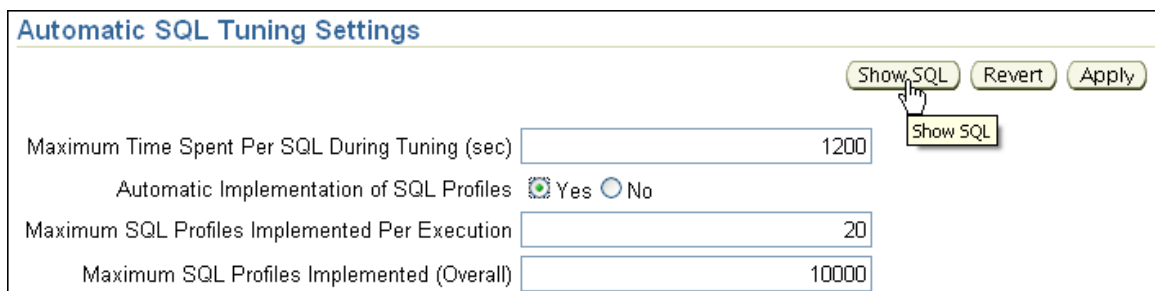 Automatic SQL Tuning Settings
Show SQL Revert Apply
Show SQL
Maximum Time Spent Per SQL During Tuning (sec) 1200
Automatic Implementation of SQL Profiles Yes No
Maximum SQL Profiles Implemented Per Execution 20
Maximum SQL Profiles Implemented (Overall) 10000